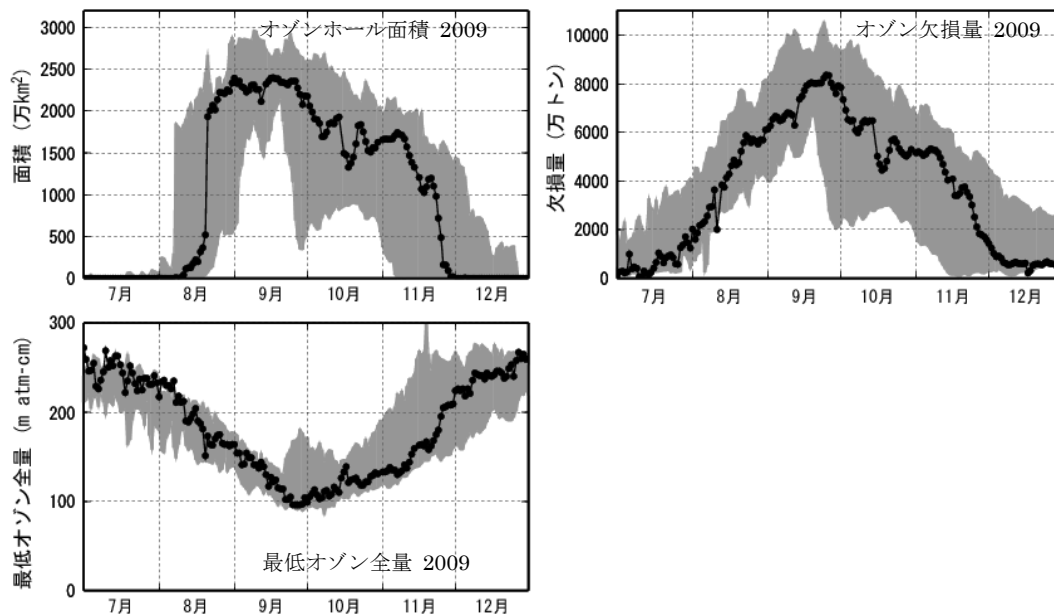 オゾンホール面積 2009
面積 (万km²)
3000
2500
2000
1500
1000
500
0
7月 8月 9月 10月 11月 12月
オゾン欠損量 2009
欠損量 (万トン)
10000
8000
6000
4000
2000
0
7月 8月 9月 10月 11月 12月
最低オゾン全量 (m atm-cm)
300
200
100
0
最低オゾン全量 2009
7月 8月 9月 10月 11月 12月